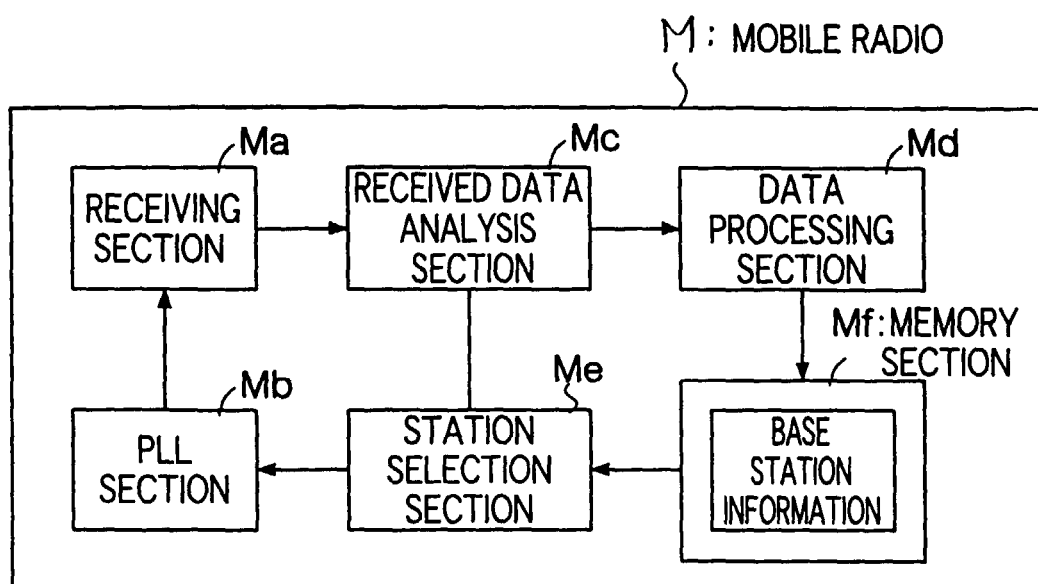 M: MOBILE RADIO
Ma
RECEIVING
SECTION
Mc
RECEIVED DATA
ANALYSIS
SECTION
Md
DATA
PROCESSING
SECTION
Mb
PLL
SECTION
Me
STATION
SELECTION
SECTION
Mf:MEMORY
SECTION
BASE
STATION
INFORMATION